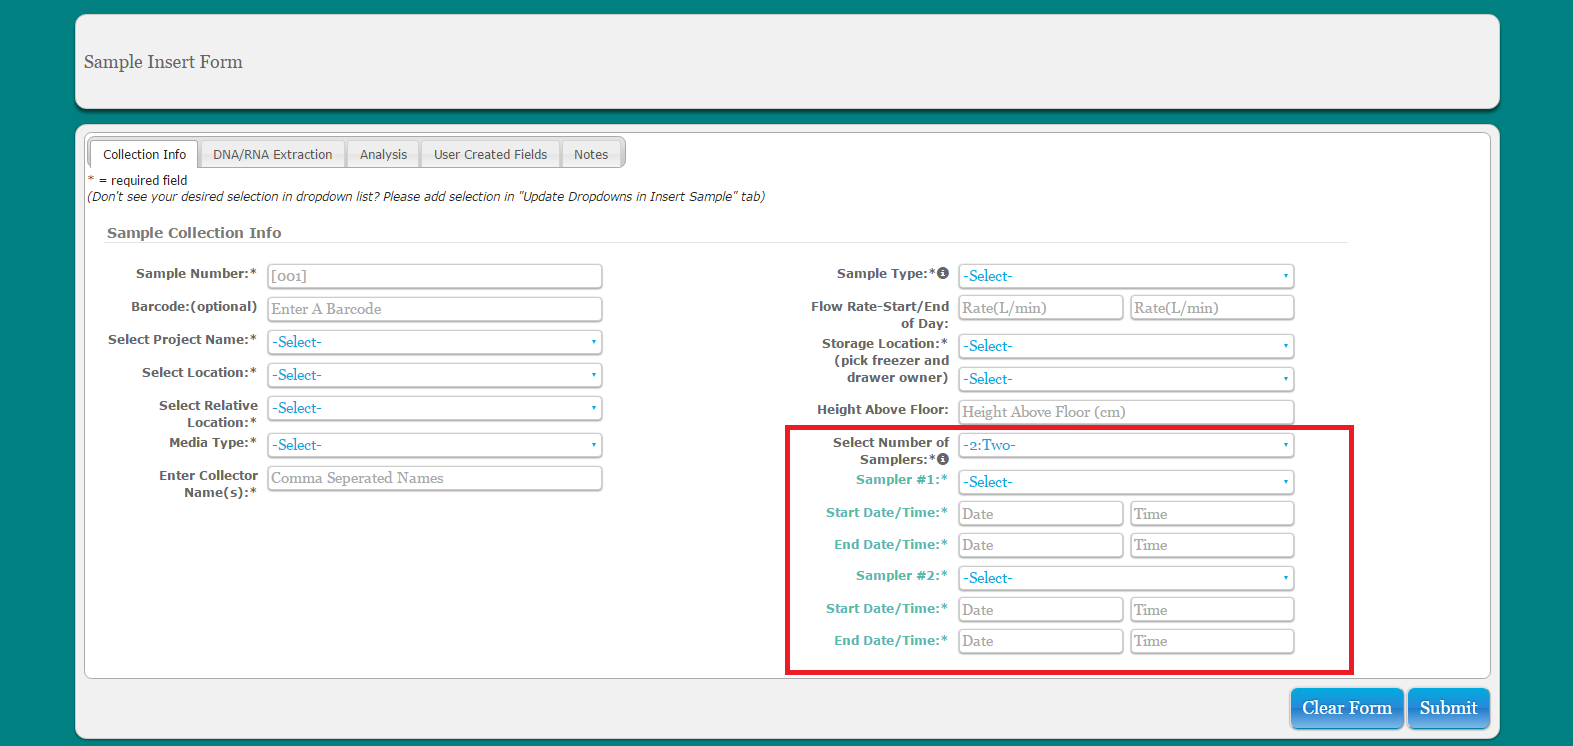 Sample Insert Form
Collection Info
DNA/RNA Extraction
Analysis
User Created Fields
Notes
* = required field
(Don't see your desired selection in dropdown list? Please add selection in "Update Dropdowns in Insert Sample" tab)
Sample Collection Info
Sample Number:* [001]
Barcode:(optional) Enter A Barcode
Select Project Name:* -Select-
Select Location:* -Select-
Select Relative -Select-
Location:*
Media Type:* -Select-
Enter Collector Comma Seperated Names
Name(s):*
Sample Type:* -Select-
Flow Rate-Start/End Rate(L/min) Rate(L/min)
of Day:
Storage Location:* -Select-
(pick freezer and
drawer owner) -Select-
Height Above Floor: Height Above Floor (cm)
Select Number of -2:Two-
Samplers:*
Sampler #1:* -Select-
Start Date/Time:* Date Time
End Date/Time:* Date Time
Sampler #2:* -Select-
Start Date/Time:* Date Time
End Date/Time:* Date Time
Clear Form
Submit